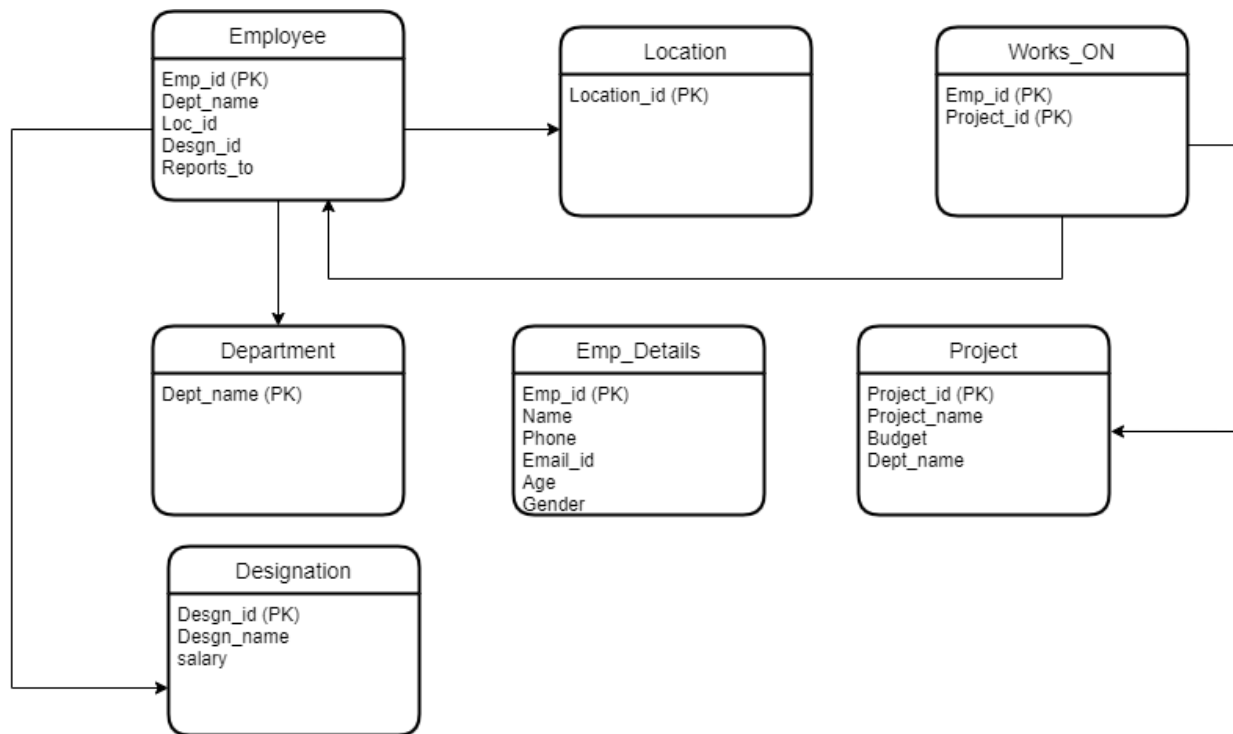 Employee
Emp_id (PK)
Dept_name
Loc_id
Desgn_id
Reports_to
Location
Location_id (PK)
Works_ON
Emp_id (PK)
Project_id (PK)
Department
Dept_name (PK)
Emp_Details
Emp_id (PK)
Name
Phone
Email_id
Age
Gender
Project
Project_id (PK)
Project_name
Budget
Dept_name
Designation
Desgn_id (PK)
Desgn_name
salary